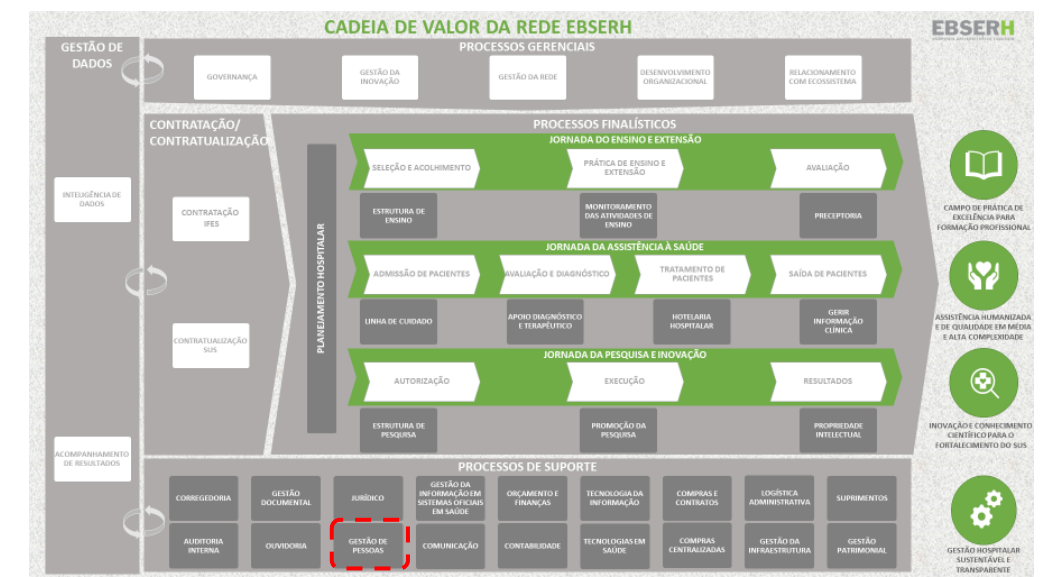 CADEIA DE VALOR DA REDE EBSERH
EBSERH
GESTÃO DE
DADOS
PROCESSOS GERENCIAIS
GOVERNANÇA
GESTÃO DA
INOVAÇÃO
GESTÃO DA REDE
DESENVOLVIMENTO
ORGANIZACIONAL
RELACIONAMENTO
COM ECOSSISTEMA
INTELIGÊNCIA DE
DADOS
ACOMPANHAMENTO
DE RESULTADOS
CONTRATAÇÃO/
CONTRATUALIZAÇÃO
CONTRATAÇÃO
IFES
CONTRATUALIZAÇÃO
SUS
PROCESSOS FINALÍSTICOS
PLANEJAMENTO HOSPITALAR
JORNADA DO ENSINO E EXTENSÃO
SELEÇÃO E ACOLHIMENTO
PRÁTICA DE ENSINO E
EXTENSÃO
AVALIAÇÃO
ESTRUTURA DE
ENSINO
MONITORAMENTO
DAS ATIVIDADES DE
ENSINO
PRECEPTORIA
JORNADA DA ASSISTÊNCIA À SAÚDE
ADMISSÃO DE PACIENTES
AVALIAÇÃO E DIAGNÓSTICO
TRATAMENTO DE
PACIENTES
SAÍDA DE PACIENTES
LINHA DE CUIDADO
APOIO DIAGNÓSTICO
E TERAPÊUTICO
HOTELARIA
HOSPITALAR
GERIR
INFORMAÇÃO
CLÍNICA
JORNADA DA PESQUISA E INOVAÇÃO
AUTORIZAÇÃO
EXECUÇÃO
RESULTADOS
ESTRUTURA DE
PESQUISA
PROMOÇÃO DA
PESQUISA
PROPRIEDADE
INTELECTUAL
PROCESSOS DE SUPORTE
CORREGEDORIA
GESTÃO
DOCUMENTAL
JURÍDICO
GESTÃO DA
INFORMAÇÃO EM
SISTEMAS OFICIAIS
EM SAÚDE
ORÇAMENTO E
FINANÇAS
TECNOLOGIA DA
INFORMAÇÃO
COMPRAS E
CONTRATOS
LOGÍSTICA
ADMINISTRATIVA
SUPRIMENTOS
AUDITORIA
INTERNA
OUVIDORIA
GESTÃO DE
PESSOAS
COMUNICAÇÃO
CONTABILIDADE
TECNOLOGIAS EM
SAÚDE
COMPRAS
CENTRALIZADAS
GESTÃO DA
INFRAESTRUTURA
GESTÃO
PATRIMONIAL
CAMPO DE PRÁTICA DE
EXCELÊNCIA PARA
FORMAÇÃO PROFISSIONAL
ASSISTÊNCIA HUMANIZADA
E DE QUALIDADE EM MÉDIA
E ALTA COMPLEXIDADE
INOVAÇÃO E CONHECIMENTO
CIENTÍFICO PARA O
FORTALECIMENTO DO SUS
GESTÃO HOSPITALAR
SUSTENTÁVEL E
TRANSPARENTE